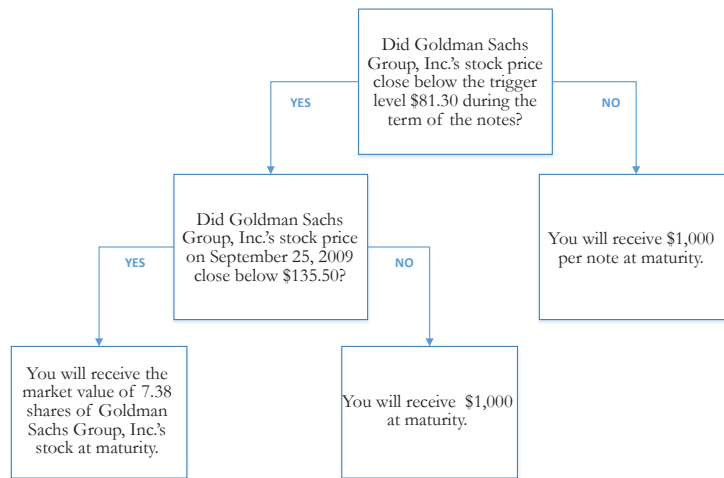 Did Goldman Sachs
Group, Inc.'s stock price
close below the trigger
level $81.30 during the
term of the notes?
YES
NO
Did Goldman Sachs
Group, Inc.'s stock price
on September 25, 2009
close below $135.50?
You will receive $1,000
per note at maturity.
YES
NO
You will receive the
market value of 7.38
shares of Goldman
Sachs Group, Inc.'s
stock at maturity.
You will receive $1,000
at maturity.